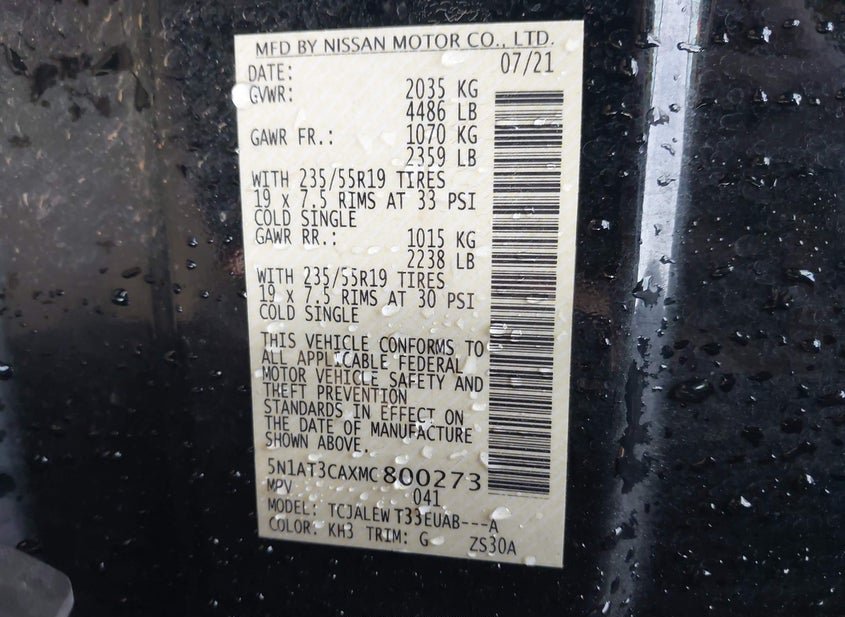 MFD BY NISSAN MOTOR CO., LTD.
DATE: 07/21
GVWR: 2035 KG
4486 LB
GAWR FR.: 1070 KG
2359 LB
WITH 235/55R19 TIRES
19 x 7.5 RIMS AT 33 PSI
COLD SINGLE
GAWR RR.: 1015 KG
2238 LB
WITH 235/55R19 TIRES
19 x 7.5 RIMS AT 30 PSI
COLD SINGLE
THIS VEHICLE CONFORMS TO
ALL APPLICABLE FEDERAL
MOTOR VEHICLE SAFETY AND
THEFT PREVENTION
STANDARDS IN EFFECT ON
THE DATE OF MANUFACTURE
SHOWN ABOVE.
5N1AT3CAXMC800273
MPV 041
MODEL: TCJALEW T33EUAB---A
COLOR: KH3 TRIM: G ZS30A